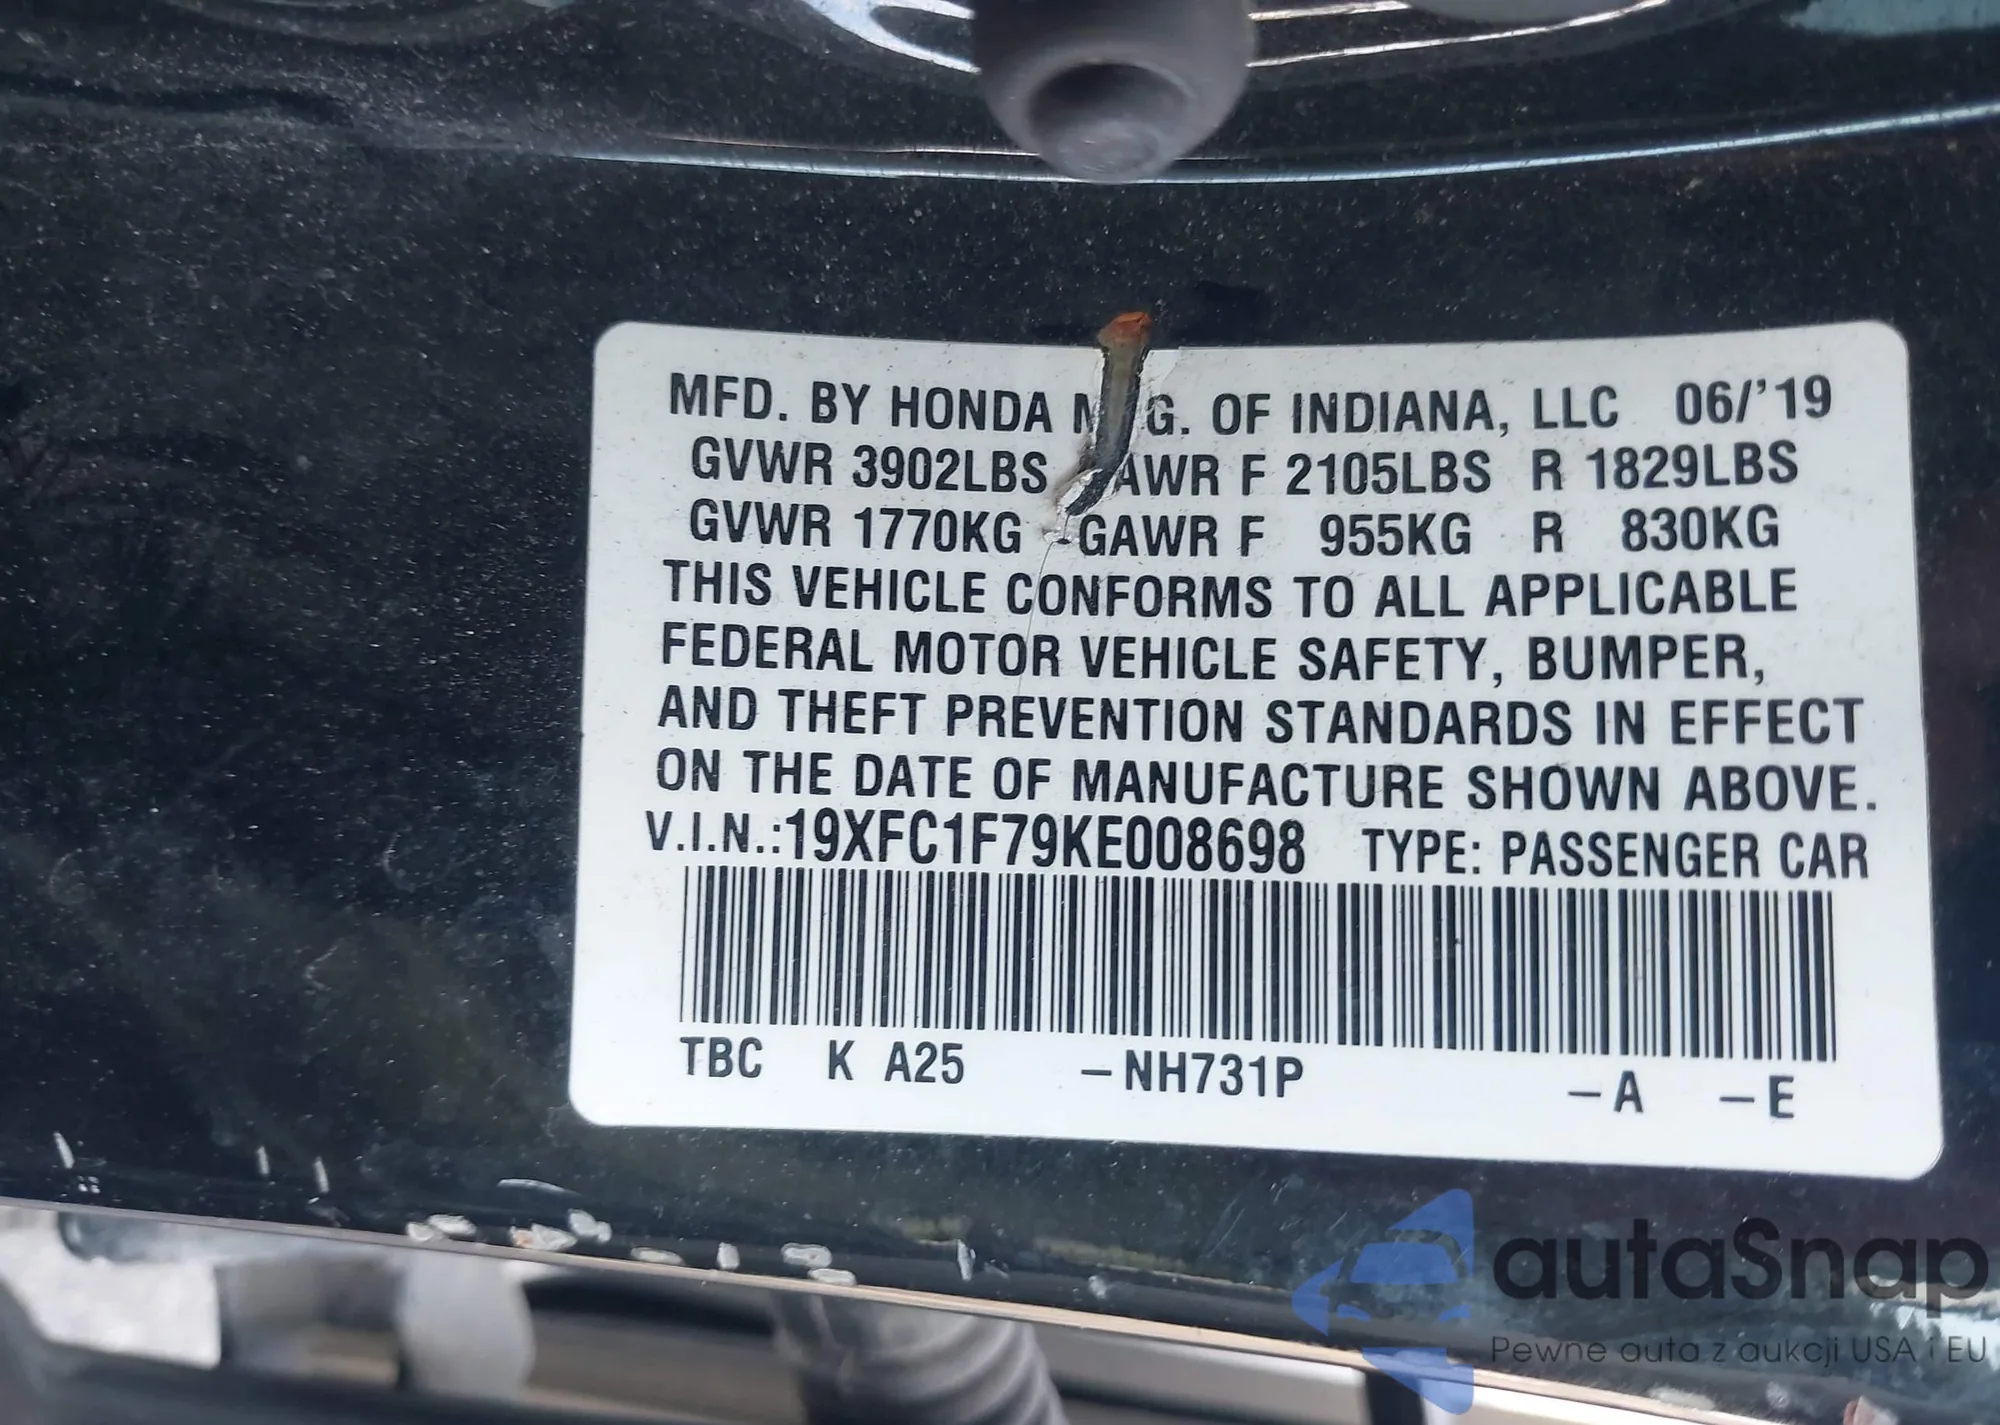 MFD. BY HONDA G. OF INDIANA, LLC 06/'19
GVWR 3902LBS AWR F 2105LBS R 1829LBS
GVWR 1770KG GAWR F 955KG R 830KG
THIS VEHICLE CONFORMS TO ALL APPLICABLE
FEDERAL MOTOR VEHICLE SAFETY, BUMPER,
AND THEFT PREVENTION STANDARDS IN EFFECT
ON THE DATE OF MANUFACTURE SHOWN ABOVE.
V.I.N.:19XFC1F79KE008698 TYPE: PASSENGER CAR
TBC K A25 –NH731P –A –E
autaSnap
Pewne auta z aukcji USA i EU